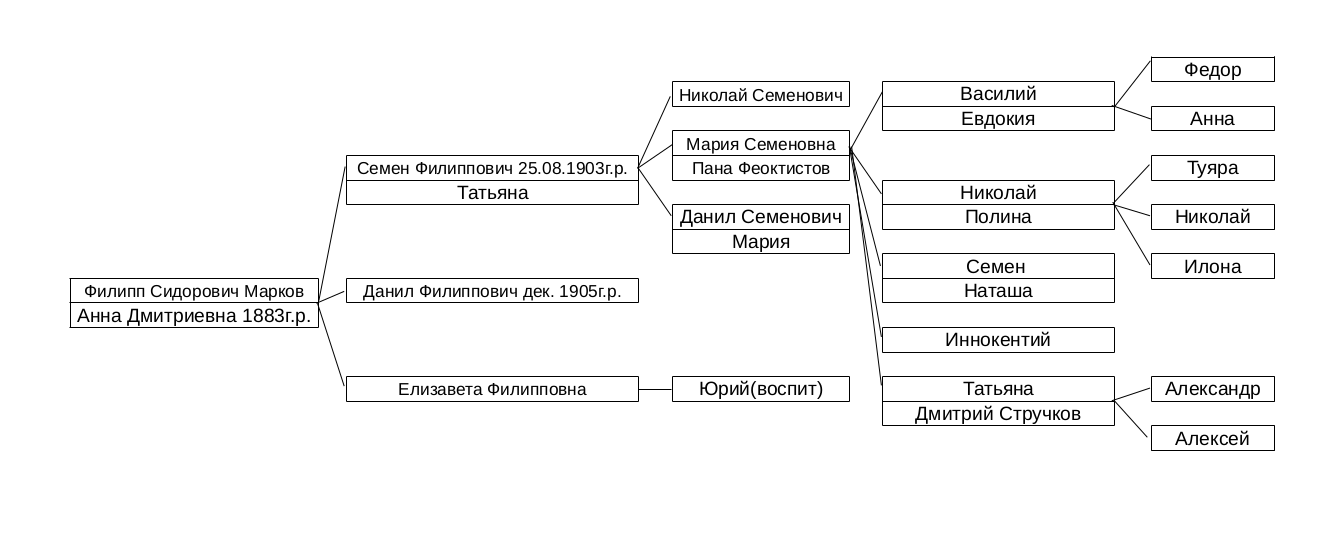 Филипп Сидорович Марков
Анна Дмитриевна 1883г.р.
Семен Филиппович 25.08.1903г.р.
Татьяна
Данил Филиппович дек. 1905г.р.
Елизавета Филипповна
Николай Семенович
Мария Семеновна
Пана Феоктистов
Данил Семенович
Мария
Юрий(воспит)
Василий
Евдокия
Николай
Полина
Семен
Наташа
Иннокентий
Татьяна
Дмитрий Стручков
Федор
Анна
Туяра
Николай
Илона
Александр
Алексей